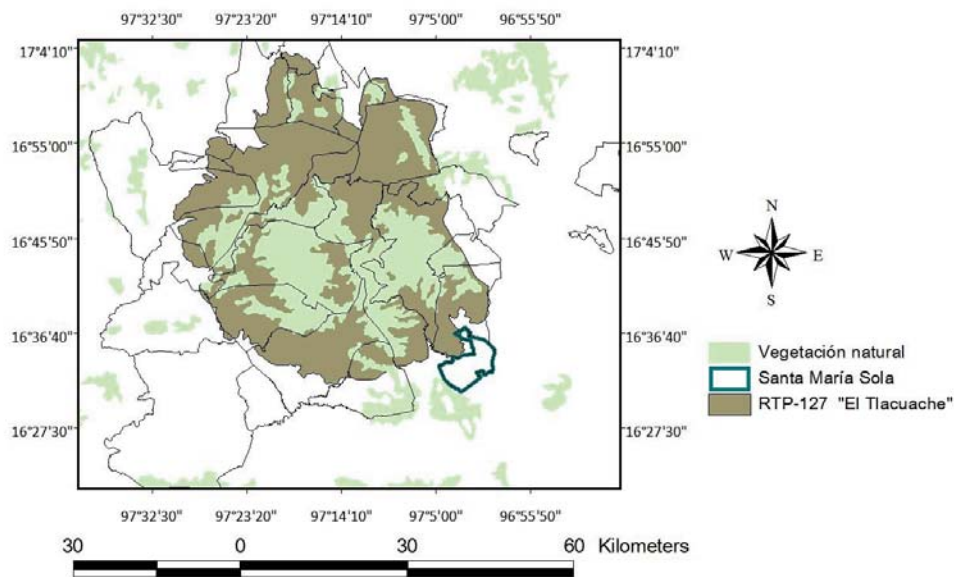 97°32'30" 97°23'20" 97°14'10" 97°5'00" 96°55'50"
17°4'10" 17°4'10"
16°55'00" 16°55'00"
16°45'50" 16°45'50"
16°36'40" 16°36'40"
16°27'30" 16°27'30"
97°32'30" 97°23'20" 97°14'10" 97°5'00" 96°55'50"
N
W E
S
Vegetación natural
Santa María Sola
RTP-127 "El Tlacuache"
30 0 30 60 Kilometers